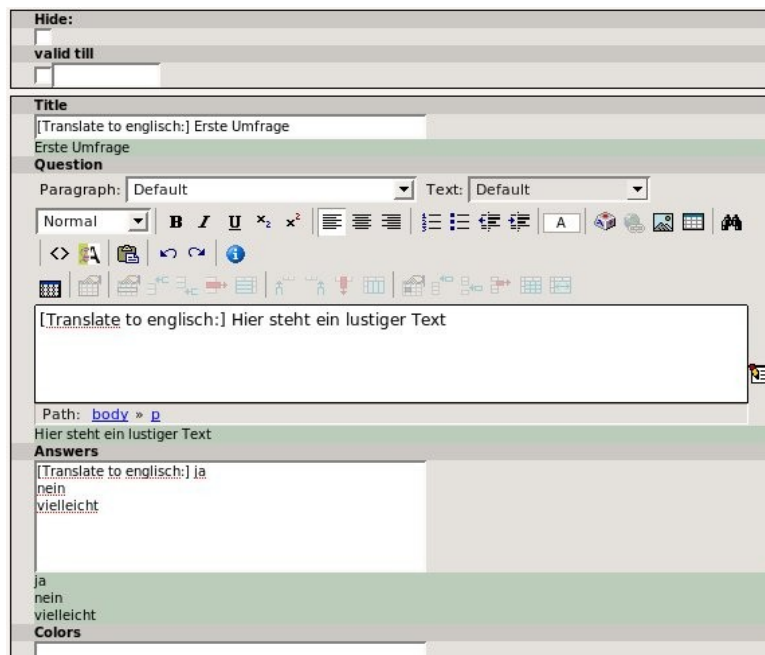 Hide:
valid till
Title
[Translate to englisch:] Erste Umfrage
Erste Umfrage
Question
Paragraph: Default Text: Default
Normal B I U x₂ x² A
[Translate to englisch:] Hier steht ein lustiger Text
Path: body » p
Hier steht ein lustiger Text
Answers
[Translate to englisch:] ja
nein
vielleicht
ja
nein
vielleicht
Colors